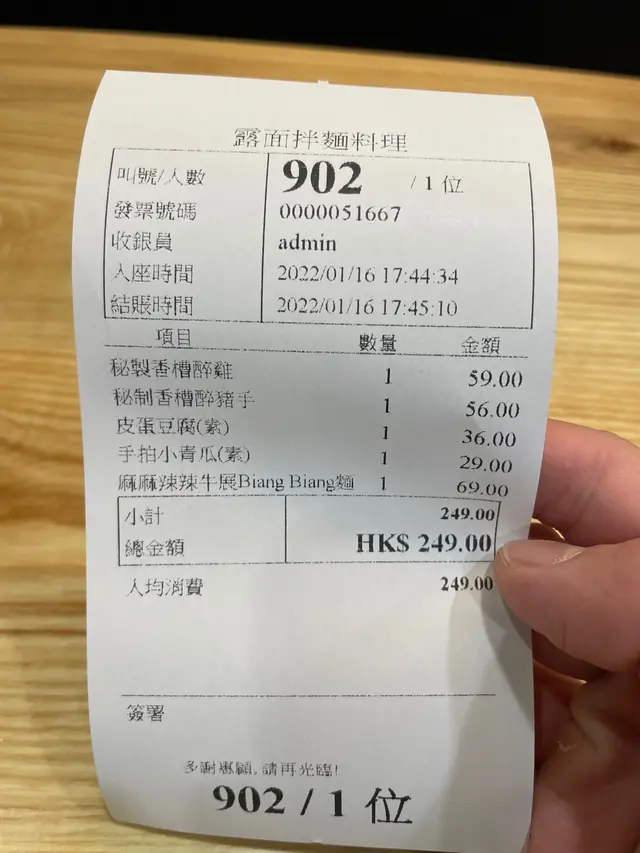 露面拌麵料理
叫號/人數 902 / 1 位
發票號碼 0000051667
收銀員 admin
入座時間 2022/01/16 17:44:34
結賬時間 2022/01/16 17:45:10
項目 數量 金額
秘製香糟醉雞 1 59.00
秘制香糟醉豬手 1 56.00
皮蛋豆腐(素) 1 36.00
手拍小青瓜(素) 1 29.00
麻麻辣辣牛展Biang Biang麵 1 69.00
小計 249.00
總金額 HK$ 249.00
人均消費 249.00
簽署
多謝惠顧,請再光臨!
902 / 1 位